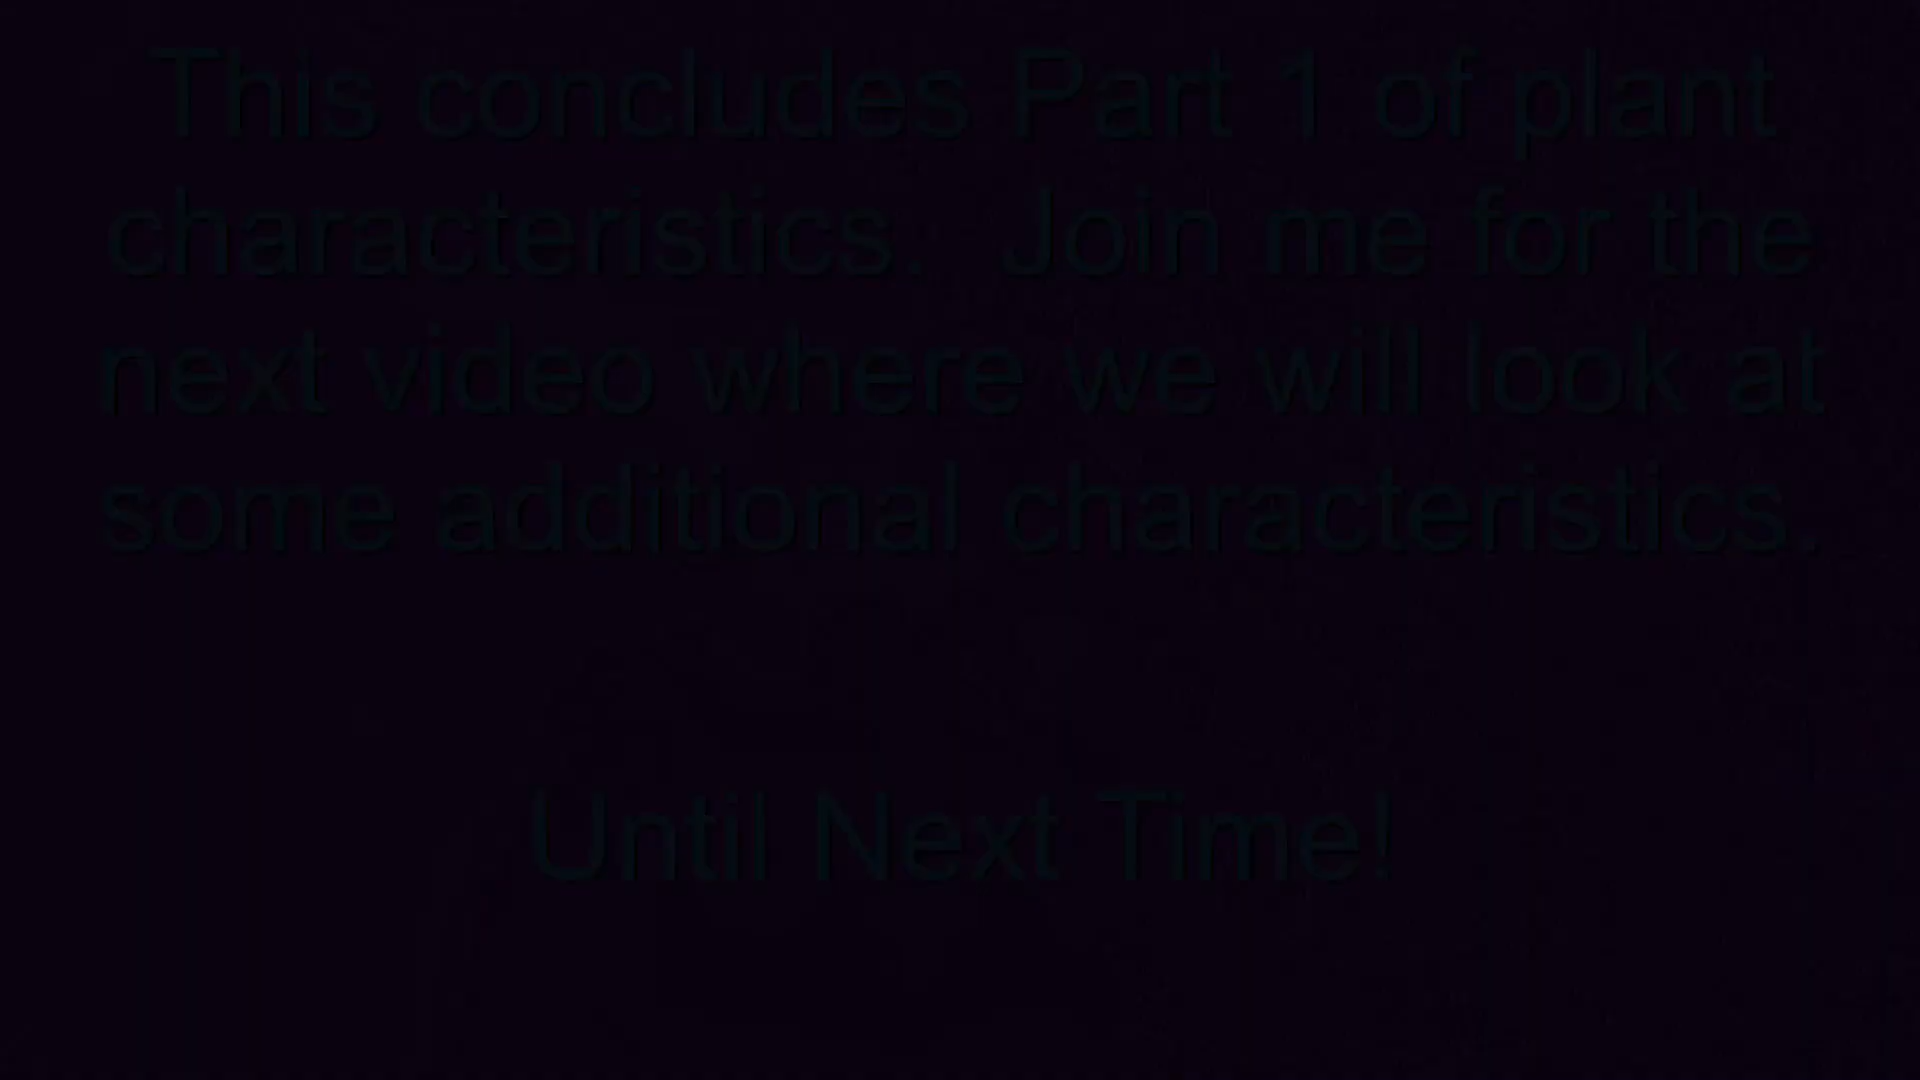 This concludes Part 1 of plant
characteristics.  Join me for the
next video where we will look at
some additional characteristics.
Until Next Time!